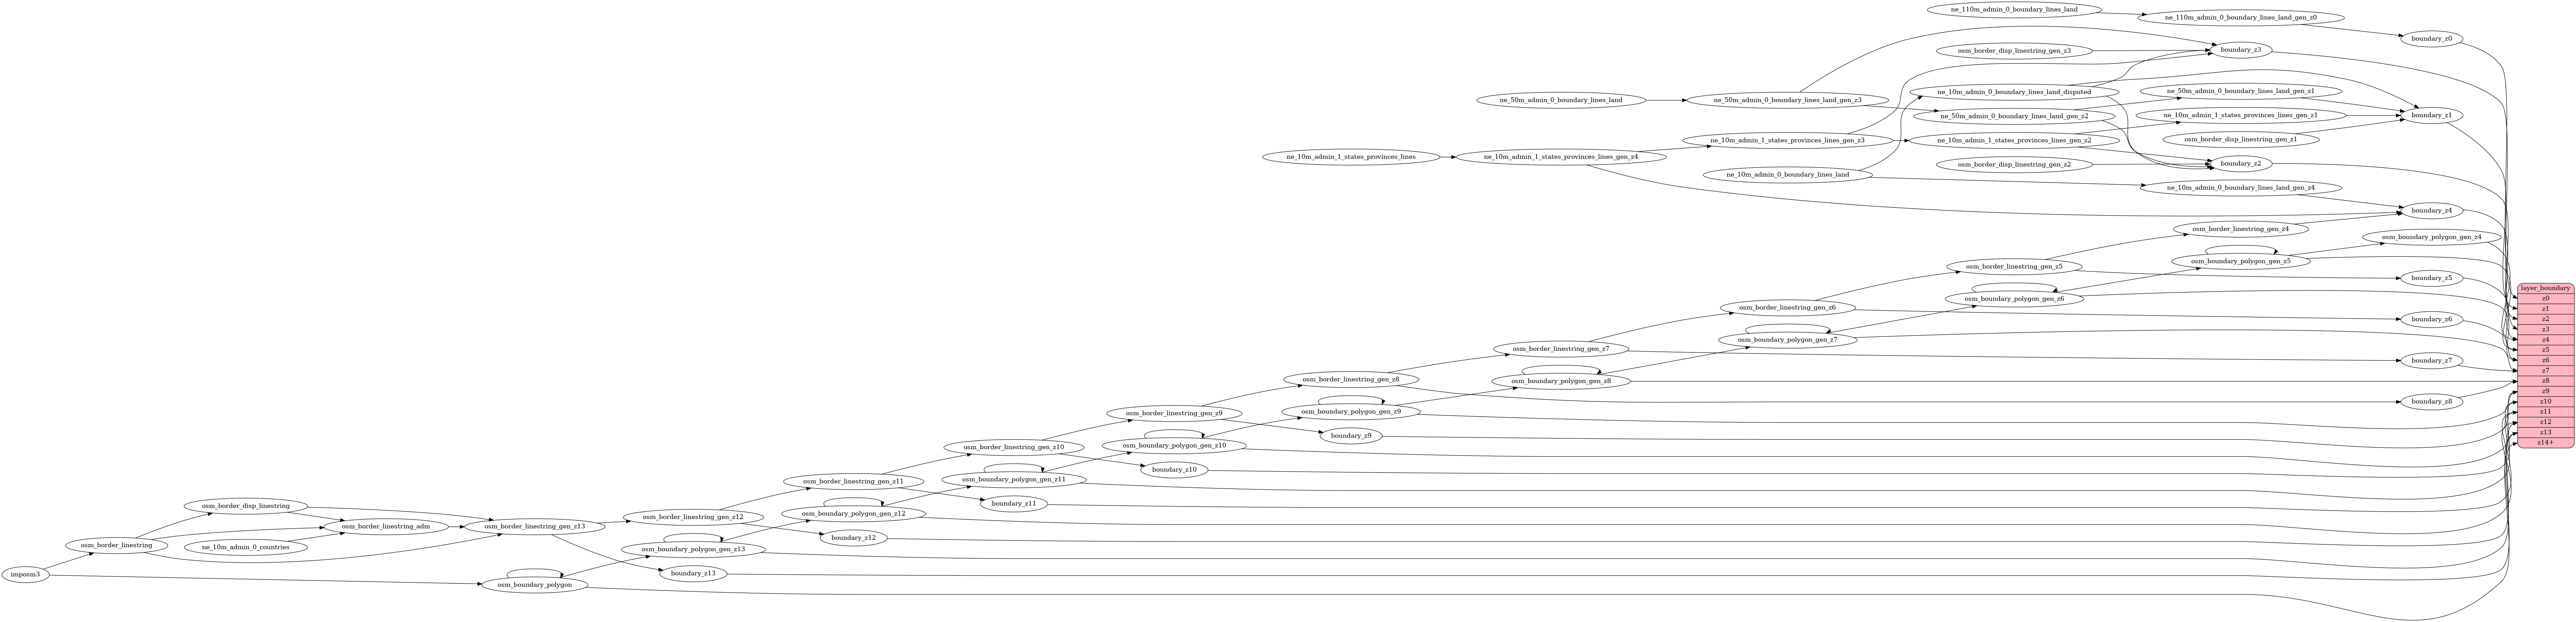 ne_110m_admin_0_boundary_lines_land
ne_110m_admin_0_boundary_lines_land_gen_z0
boundary_z0
osm_border_disp_linestring_gen_z3
boundary_z3
ne_10m_admin_0_boundary_lines_land_disputed
ne_50m_admin_0_boundary_lines_land_gen_z1
ne_50m_admin_0_boundary_lines_land
ne_50m_admin_0_boundary_lines_land_gen_z3
ne_50m_admin_0_boundary_lines_land_gen_z2
ne_10m_admin_1_states_provinces_lines_gen_z1
boundary_z1
ne_10m_admin_1_states_provinces_lines_gen_z3
ne_10m_admin_1_states_provinces_lines_gen_z2
osm_border_disp_linestring_gen_z1
ne_10m_admin_1_states_provinces_lines
ne_10m_admin_1_states_provinces_lines_gen_z4
osm_border_disp_linestring_gen_z2
boundary_z2
ne_10m_admin_0_boundary_lines_land
ne_10m_admin_0_boundary_lines_land_gen_z4
boundary_z4
osm_border_linestring_gen_z4
osm_boundary_polygon_gen_z4
osm_boundary_polygon_gen_z5
osm_border_linestring_gen_z5
boundary_z5
osm_boundary_polygon_gen_z6
osm_border_linestring_gen_z6
boundary_z6
osm_boundary_polygon_gen_z7
osm_border_linestring_gen_z7
boundary_z7
osm_border_linestring_gen_z8
osm_boundary_polygon_gen_z8
boundary_z8
osm_border_linestring_gen_z9
osm_boundary_polygon_gen_z9
boundary_z9
osm_border_linestring_gen_z10
osm_boundary_polygon_gen_z10
boundary_z10
osm_border_linestring_gen_z11
osm_boundary_polygon_gen_z11
boundary_z11
osm_border_disp_linestring
osm_border_linestring_adm
osm_border_linestring_gen_z13
osm_border_linestring_gen_z12
osm_boundary_polygon_gen_z12
boundary_z12
osm_border_linestring
ne_10m_admin_0_countries
osm_boundary_polygon_gen_z13
imposm3
osm_boundary_polygon
boundary_z13
layer_boundary
z0
z1
z2
z3
z4
z5
z6
z7
z8
z9
z10
z11
z12
z13
z14+